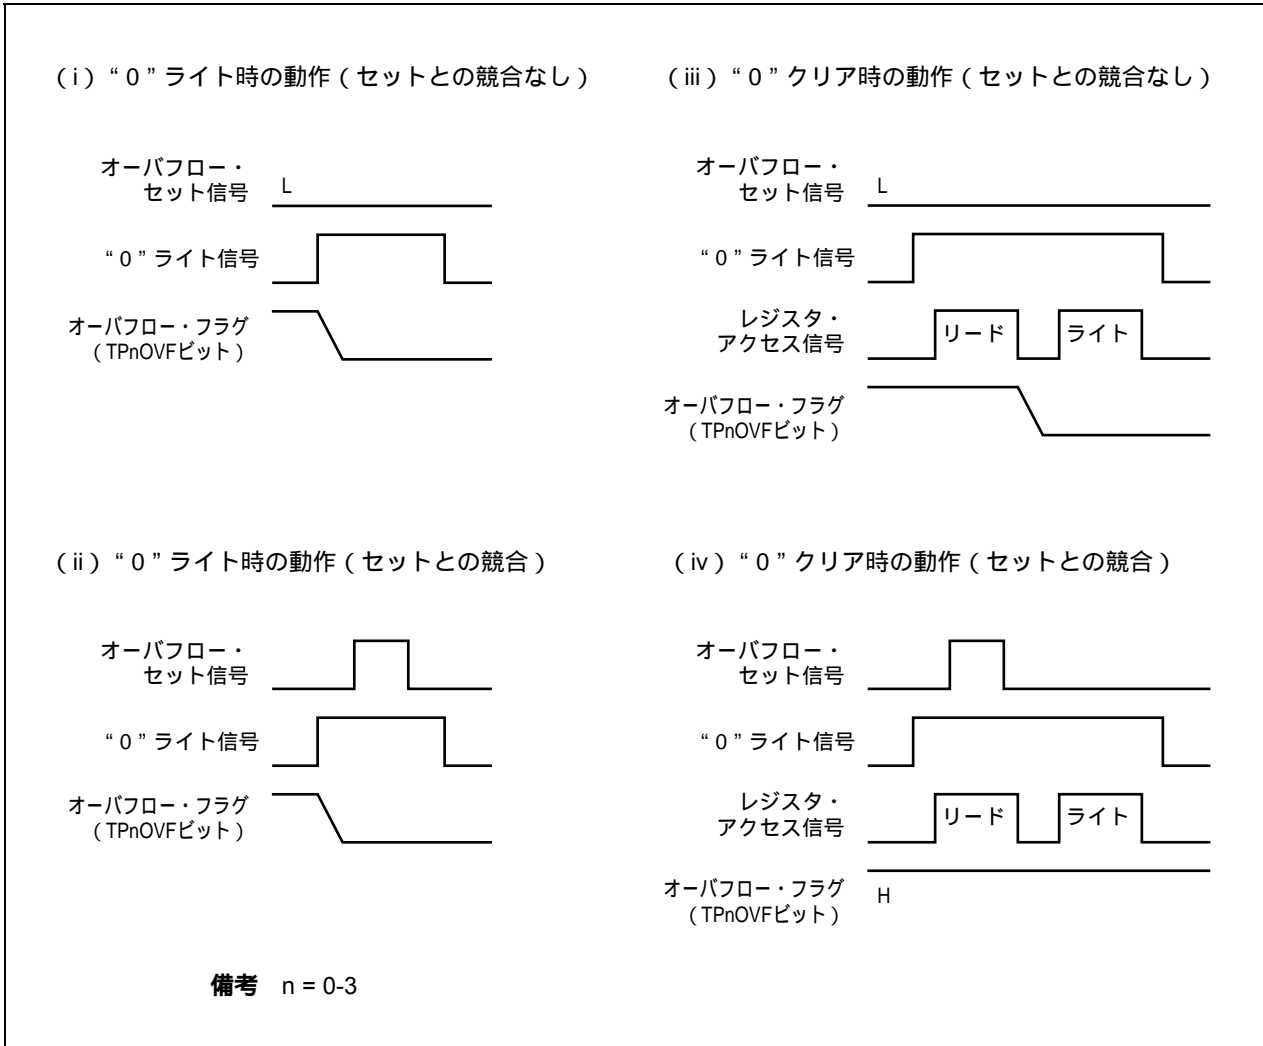 （i）“0”ライト時の動作（セットとの競合なし）
オーバフロー・
セット信号
L
“0”ライト信号
オーバフロー・フラグ
（TPnOVFビット）
（iii）“0”クリア時の動作（セットとの競合なし）
オーバフロー・
セット信号
L
“0”ライト信号
レジスタ・
アクセス信号
リード
ライト
オーバフロー・フラグ
（TPnOVFビット）
（ii）“0”ライト時の動作（セットとの競合）
オーバフロー・
セット信号
“0”ライト信号
オーバフロー・フラグ
（TPnOVFビット）
（iv）“0”クリア時の動作（セットとの競合）
オーバフロー・
セット信号
“0”ライト信号
レジスタ・
アクセス信号
リード
ライト
オーバフロー・フラグ
（TPnOVFビット）
H
備考 n = 0-3